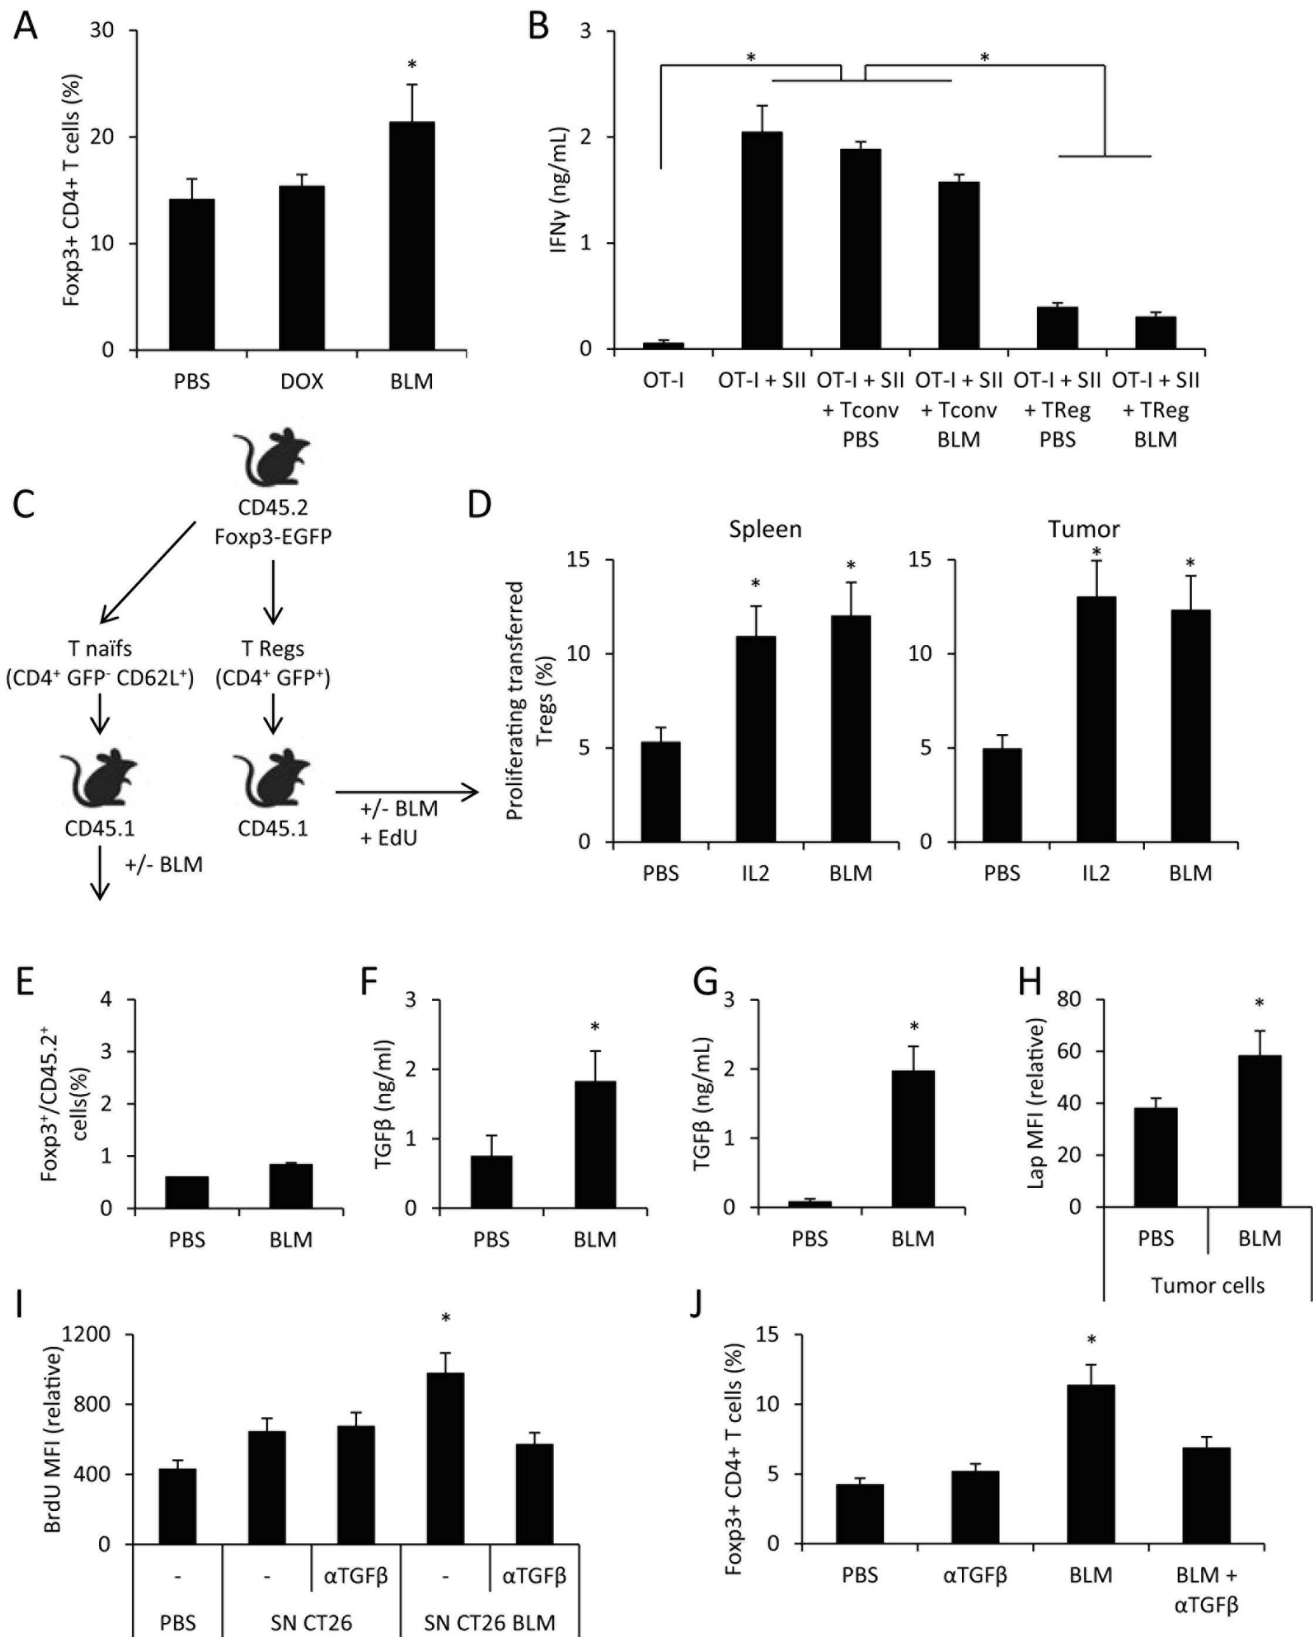 A
Foxp3+ CD4+ T cells (%)
30
20
10
0
*
PBS DOX BLM
B
IFNγ (ng/mL)
3
2
1
0
* *
OT-I OT-I + SII OT-I + SII OT-I + SII OT-I + SII OT-I + SII
+ Tconv + Tconv + TReg + TReg
PBS BLM PBS BLM
C
CD45.2
Foxp3-EGFP
T naïfs T Regs
(CD4⁺ GFP⁻ CD62L⁺) (CD4⁺ GFP⁺)
CD45.1 CD45.1
+/- BLM
+/- BLM
+ EdU
D
Proliferating transferred
Tregs (%)
Spleen
15
10
5
0
* *
PBS IL2 BLM
Tumor
15
10
5
0
* *
PBS IL2 BLM
E
Foxp3⁺/CD45.2⁺
cells(%)
4
3
2
1
0
PBS BLM
F
TGFβ (ng/ml)
3
2
1
0
*
PBS BLM
G
TGFβ (ng/mL)
3
2
1
0
*
PBS BLM
H
Lap MFI (relative)
80
60
40
20
0
*
PBS BLM
Tumor cells
I
BrdU MFI (relative)
1200
800
400
0
*
- - αTGFβ - αTGFβ
PBS SN CT26 SN CT26 BLM
J
Foxp3+ CD4+ T cells (%)
15
10
5
0
*
PBS αTGFβ BLM BLM +
αTGFβ